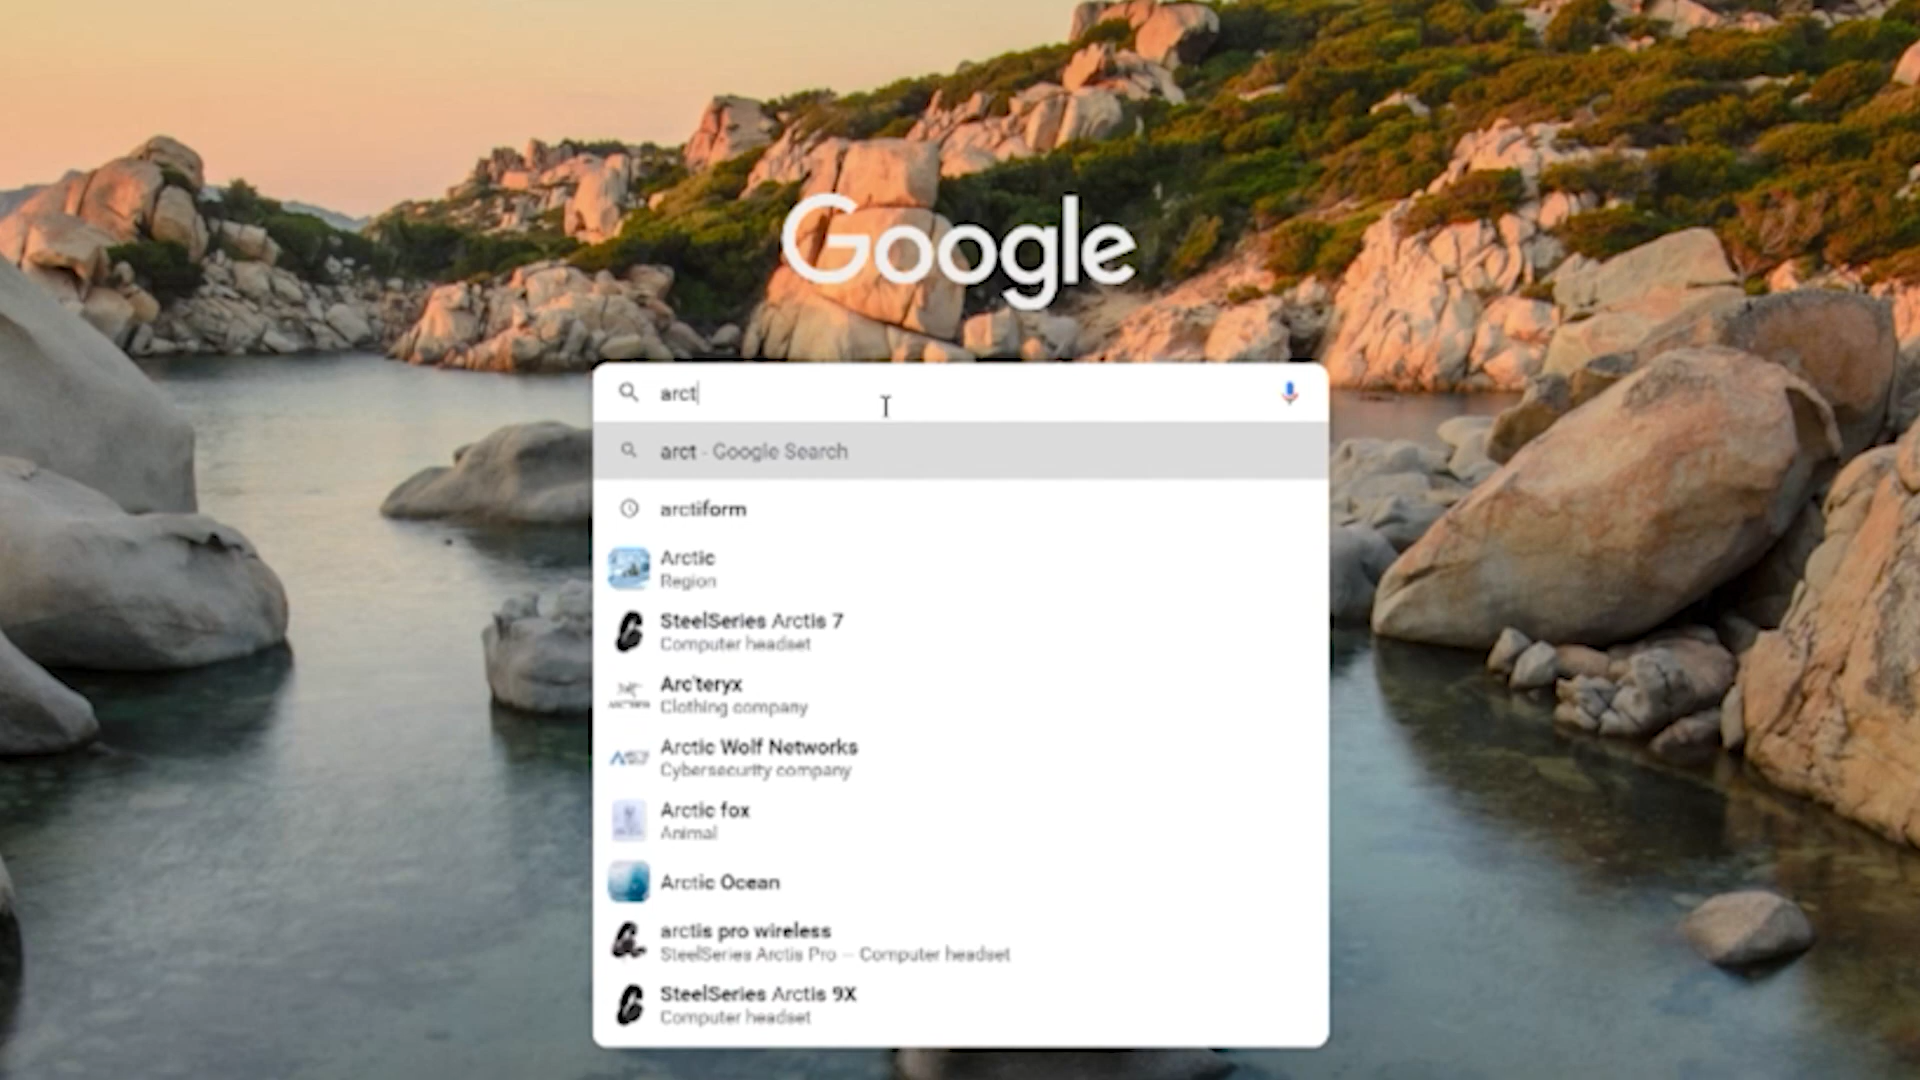 Google
arct
arct - Google Search
arctiform
Arctic
Region
SteelSeries Arctis 7
Computer headset
Arc'teryx
Clothing company
Arctic Wolf Networks
Cybersecurity company
Arctic fox
Animal
Arctic Ocean
arctis pro wireless
SteelSeries Arctis Pro — Computer headset
SteelSeries Arctis 9X
Computer headset